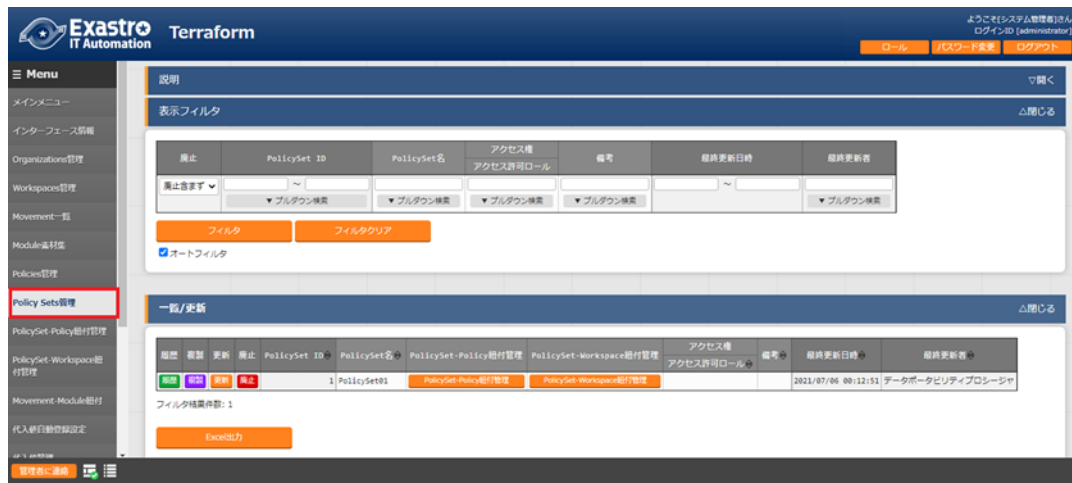 Exastro
IT Automation
Terraform
ようこそ[システム管理者]さん
ログインID [administrator]
ロール
パスワード変更
ログアウト
Menu
メインメニュー
インターフェース情報
Organizations管理
Workspaces管理
Movement一覧
Module素材集
Policies管理
Policy Sets管理
PolicySet-Policy紐付管理
PolicySet-Workspace紐付管理
Movement-Module紐付
代入値自動登録設定
説明
▽開く
表示フィルタ
△閉じる
廃止 PolicySet ID PolicySet名 アクセス権 備考 最終更新日時 最終更新者
アクセス許可ロール
廃止含まず ～ ～
▼プルダウン検索 ▼プルダウン検索 ▼プルダウン検索 ▼プルダウン検索 ▼プルダウン検索
フィルタ フィルタクリア
オートフィルタ
一覧/更新
△閉じる
履歴 複製 更新 廃止 PolicySet ID PolicySet名 PolicySet-Policy紐付管理 PolicySet-Workspace紐付管理 アクセス権 備考 最終更新日時 最終更新者
アクセス許可ロール
履歴 複製 更新 廃止 1 PolicySet01 PolicySet-Policy紐付管理 PolicySet-Workspace紐付管理 2021/07/06 00:12:51 データポータビリティプロシージャ
フィルタ結果件数: 1
Excel出力
管理者に連絡